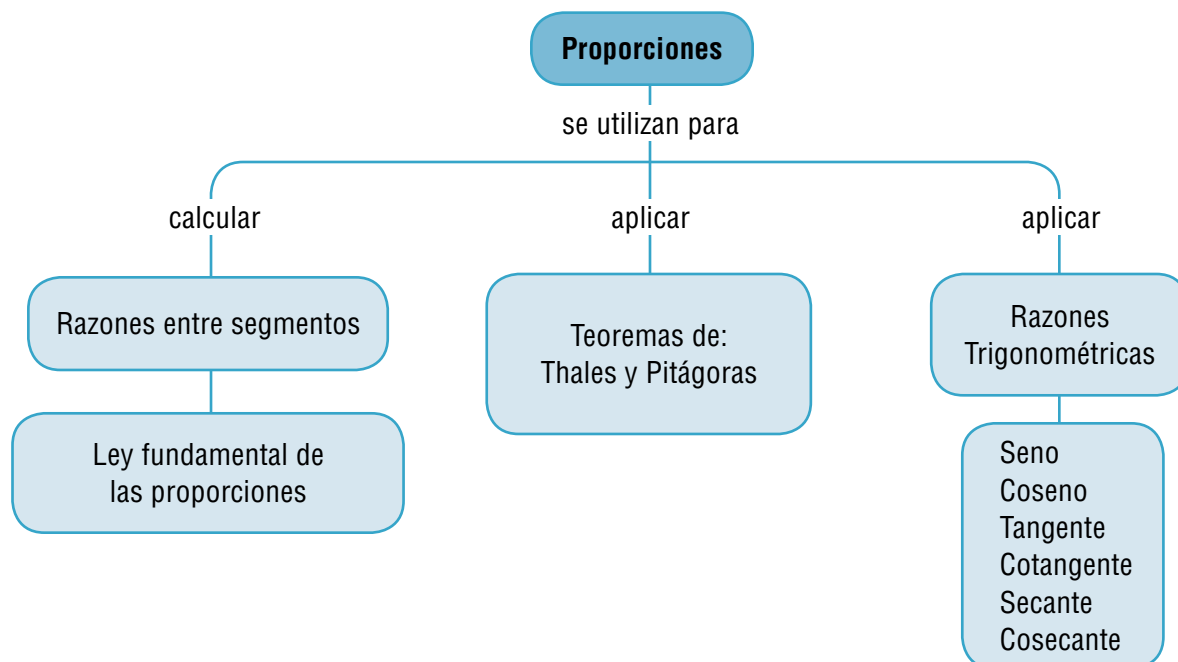 Proporciones
se utilizan para
calcular
Razones entre segmentos
Ley fundamental de
las proporciones
aplicar
Teoremas de:
Thales y Pitágoras
aplicar
Razones
Trigonométricas
Seno
Coseno
Tangente
Cotangente
Secante
Cosecante